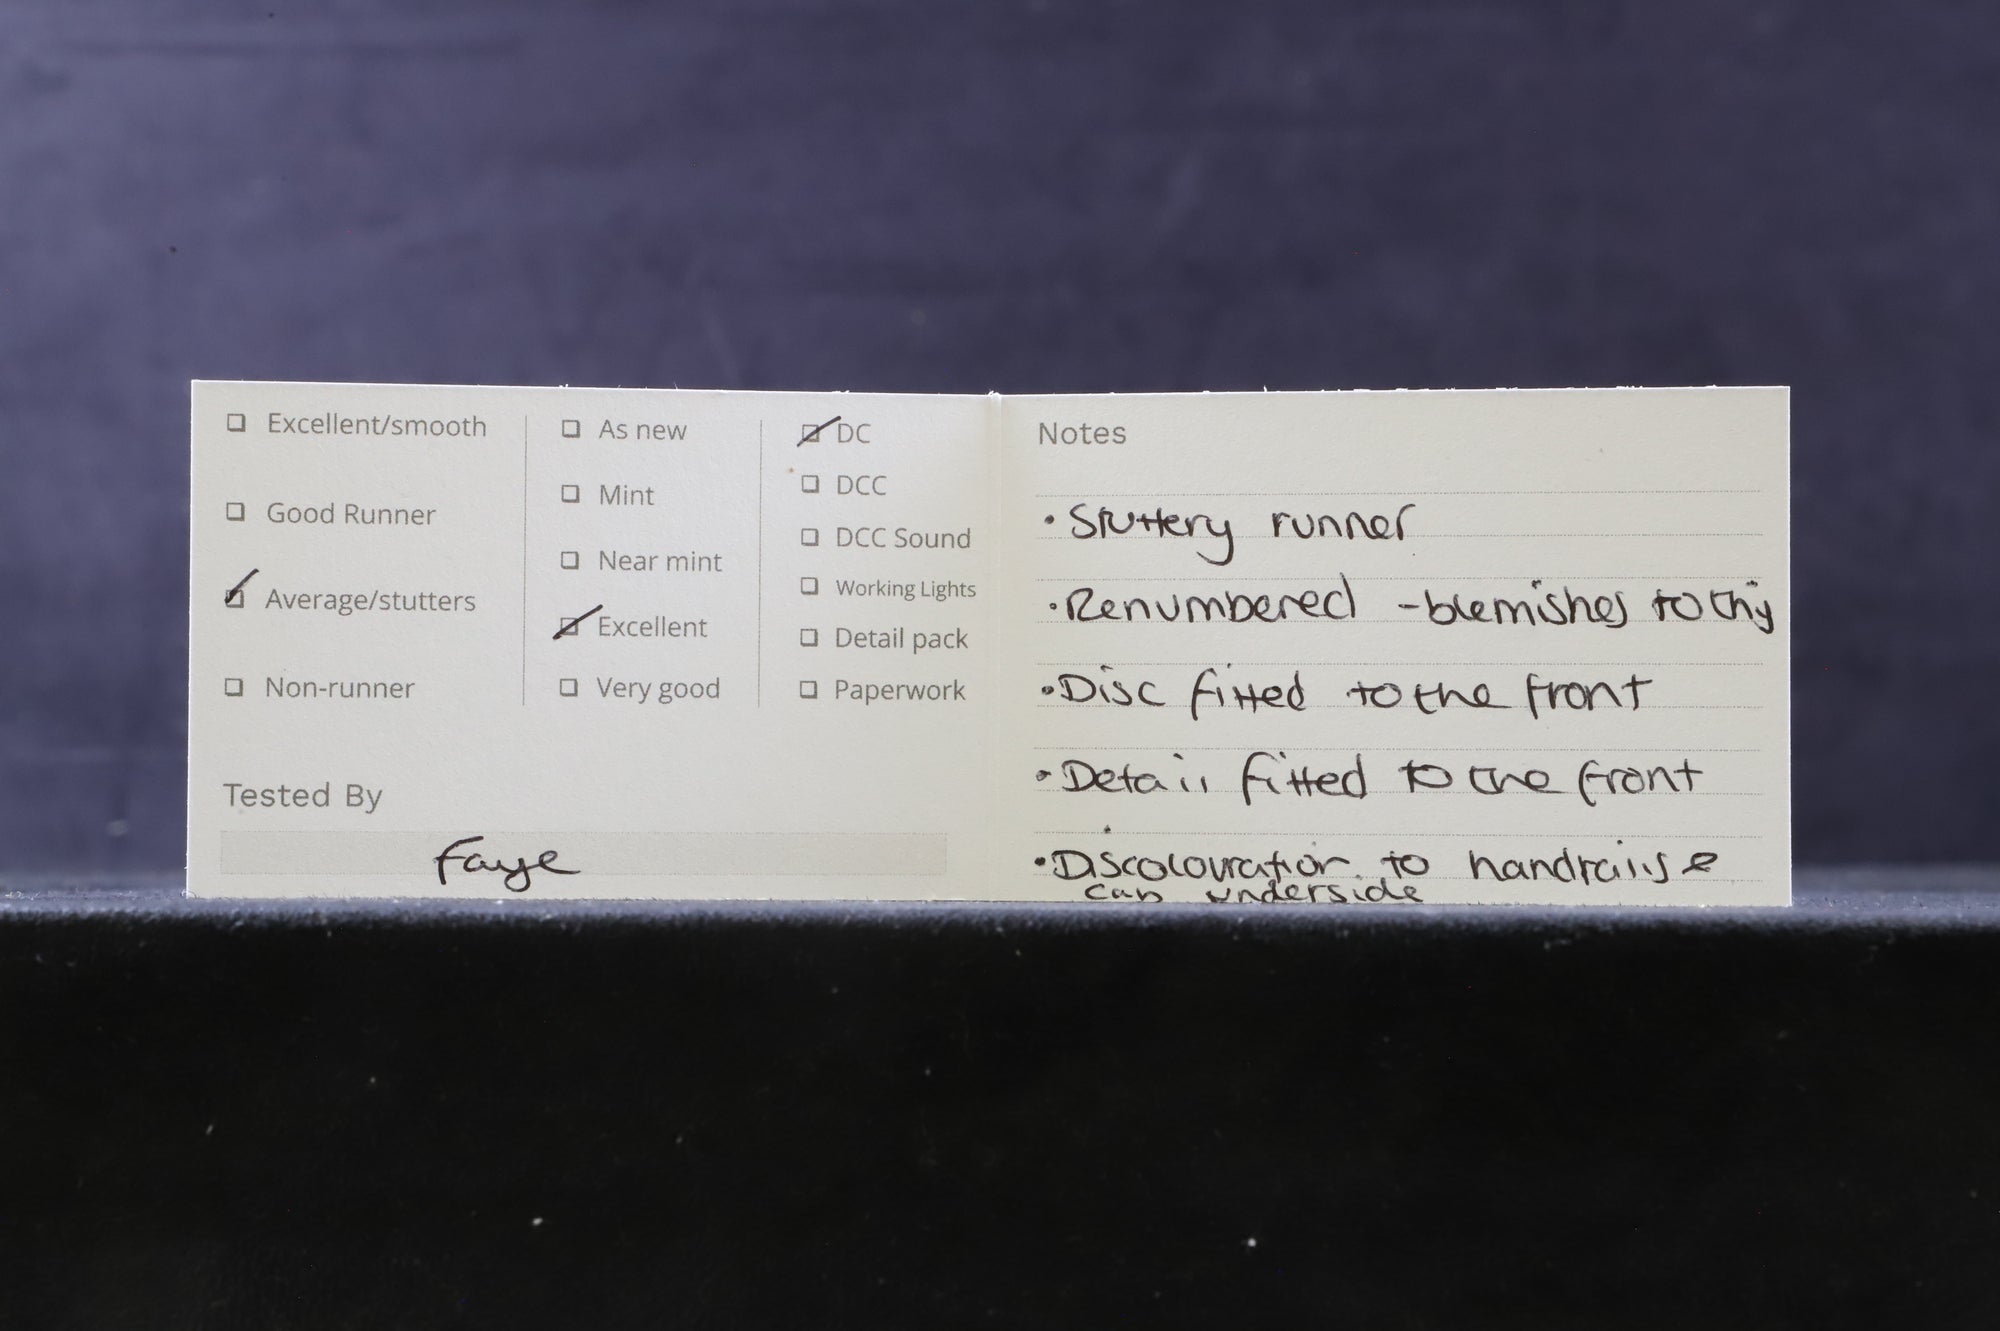 Excellent/smooth
Good Runner
Average/stutters
Non-runner
As new
Mint
Near mint
Excellent
Very good
DC
DCC
DCC Sound
Working Lights
Detail pack
Paperwork
Tested By
Faye
Notes
• Stuttery runner
• Renumbered - blemishes to this
• Disc fitted to the front
• Detail fitted to the front
• Discolouration to handrails &
cab underside